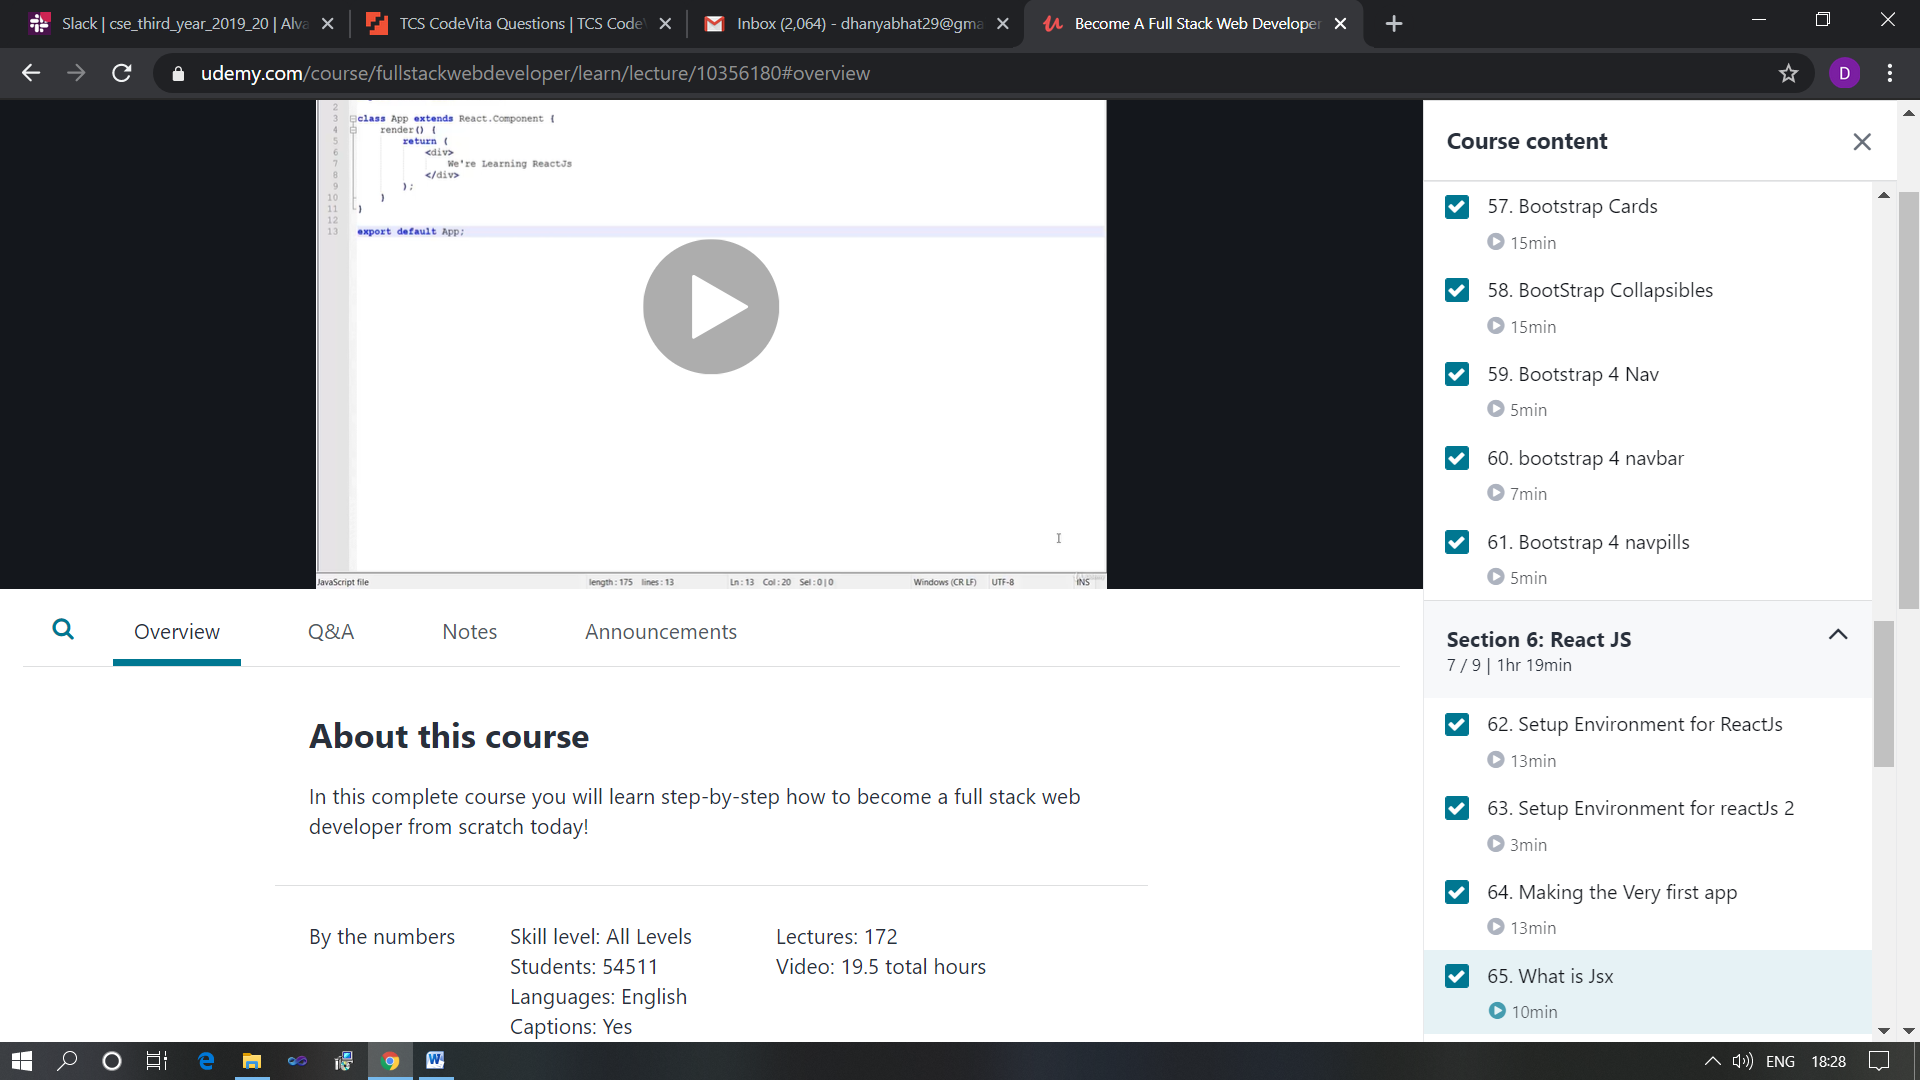 Slack | cse_third_year_2019_20 | Alva
TCS CodeVita Questions | TCS Code
Inbox (2,064) - dhanyabhat29@gma
Become A Full Stack Web Developer
udemy.com/course/fullstackwebdeveloper/learn/lecture/10356180#overview
D
2
3 class App extends React.Component {
4 render() {
5 return (
6 <div>
7 We're Learning ReactJs
8 </div>
9 );
10 }
11 }
12
13 export default App;
JavaScript file length : 175 lines : 13 Ln : 13 Col : 20 Sel : 0 | 0 Windows (CR LF) UTF-8 INS
Overview
Q&A
Notes
Announcements
About this course
In this complete course you will learn step-by-step how to become a full stack web
developer from scratch today!
By the numbers
Skill level: All Levels
Students: 54511
Languages: English
Captions: Yes
Lectures: 172
Video: 19.5 total hours
Course content
57. Bootstrap Cards
15min
58. BootStrap Collapsibles
15min
59. Bootstrap 4 Nav
5min
60. bootstrap 4 navbar
7min
61. Bootstrap 4 navpills
5min
Section 6: React JS
7 / 9 | 1hr 19min
62. Setup Environment for ReactJs
13min
63. Setup Environment for reactJs 2
3min
64. Making the Very first app
13min
65. What is Jsx
10min
ENG 18:28